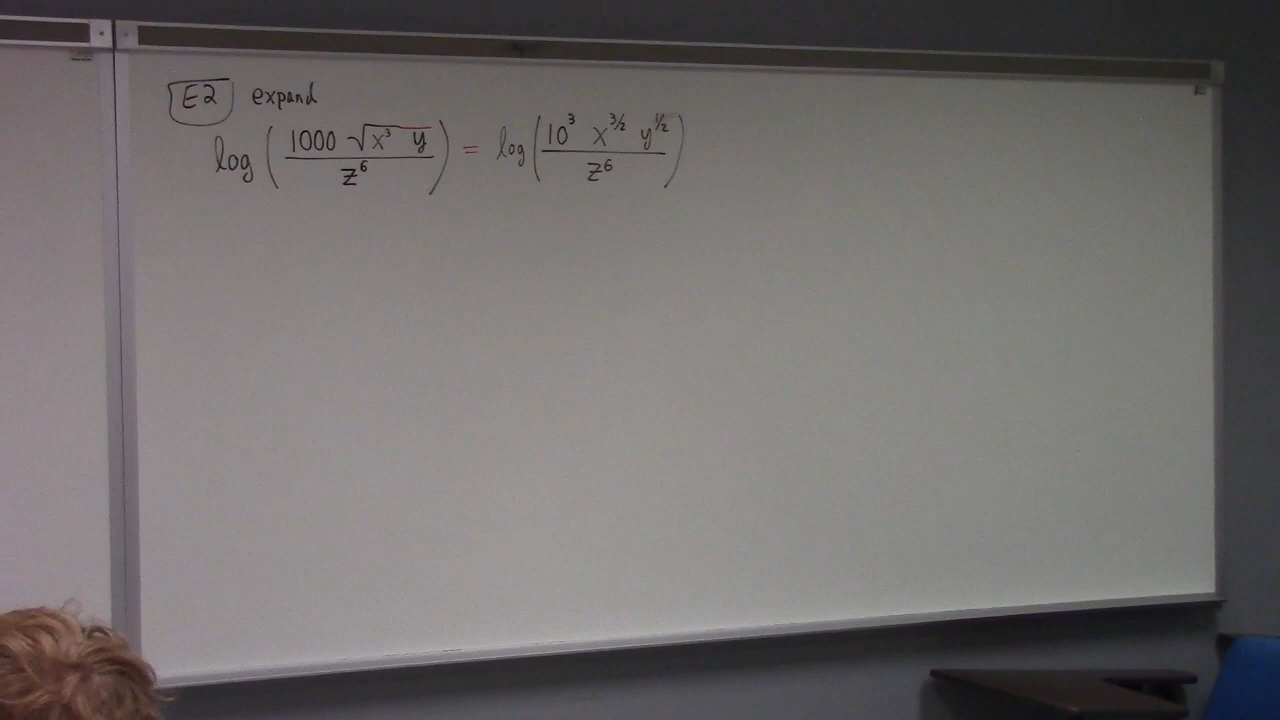 E2 expand
log ( 1000 √(x³ y) / z⁶ ) = log ( 10³ x^{3/2} y^{1/2} / z⁶ )